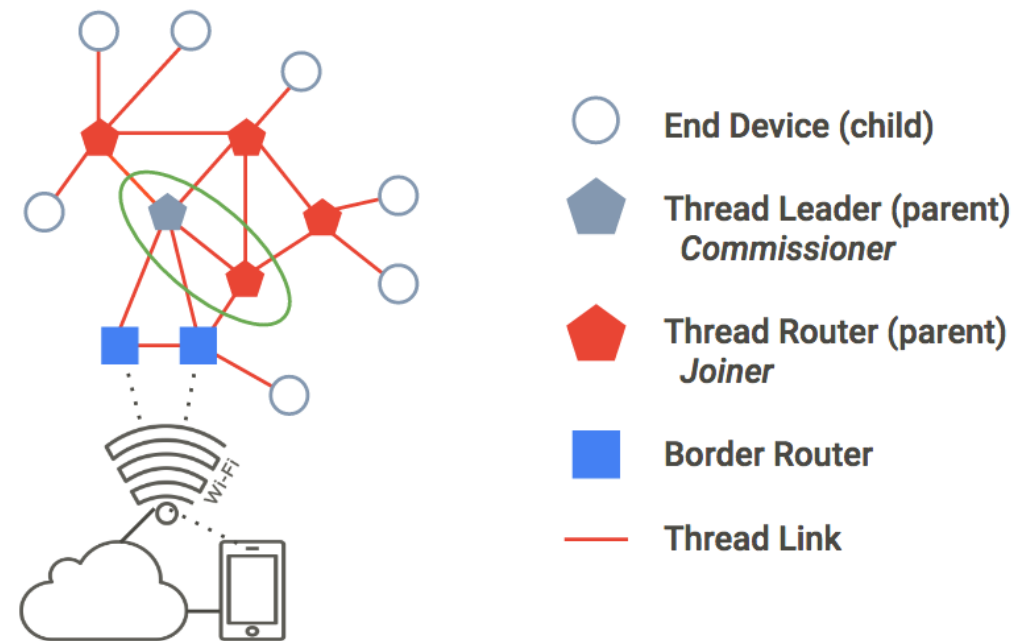 End Device (child)
Thread Leader (parent)
Commissioner
Thread Router (parent)
Joiner
Border Router
Thread Link
Wi-Fi